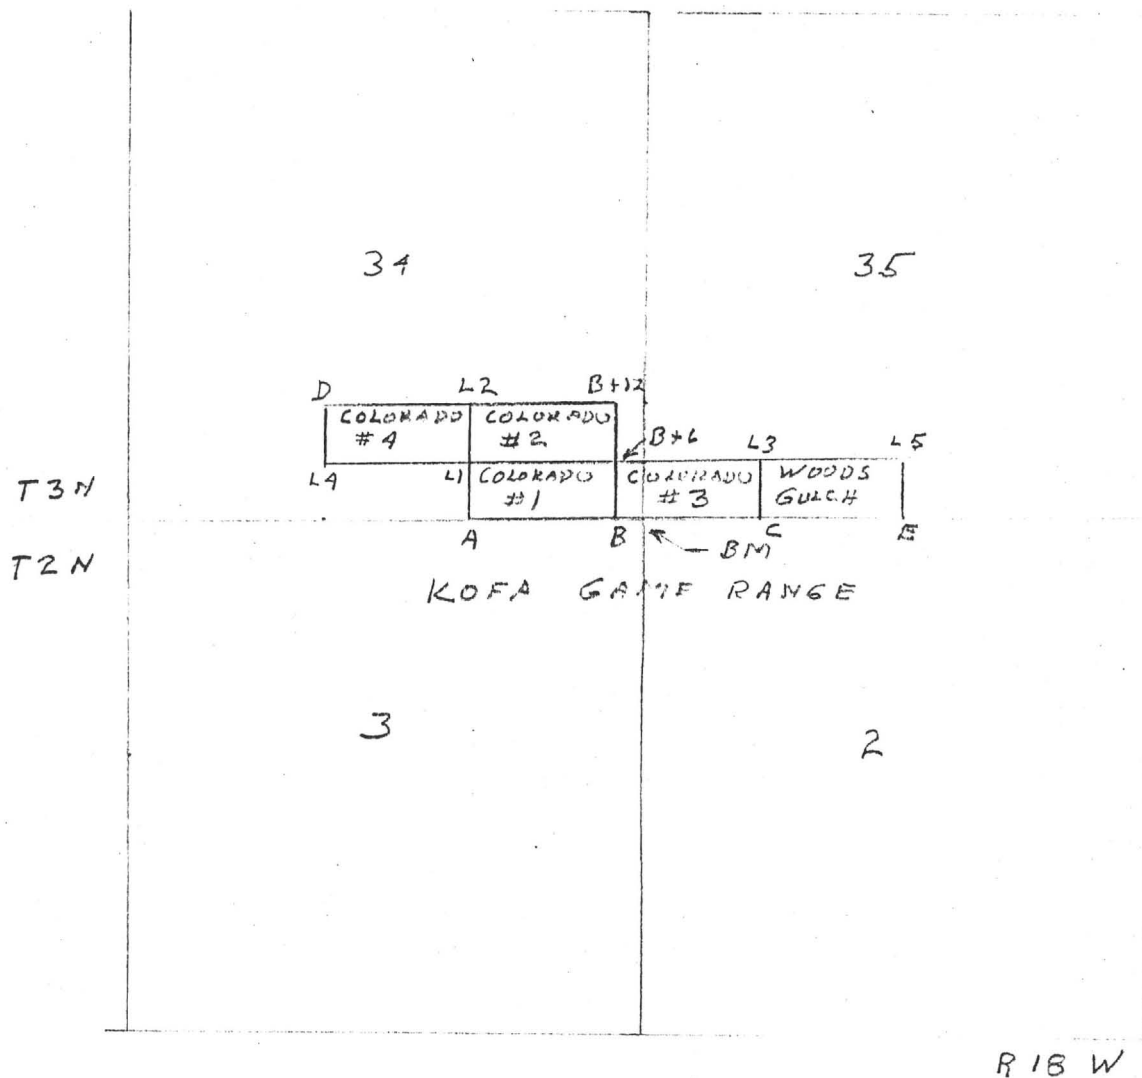 34
35
D
L2
B+12
COLORADO
#4
COLORADO
#2
B+6
L3
L5
L4
L1
COLORADO
#1
COLORADO
#3
WOODS
GULCH
T3N
A
B
BM
C
E
T2N
KOFA GAME RANGE
3
2
R18W